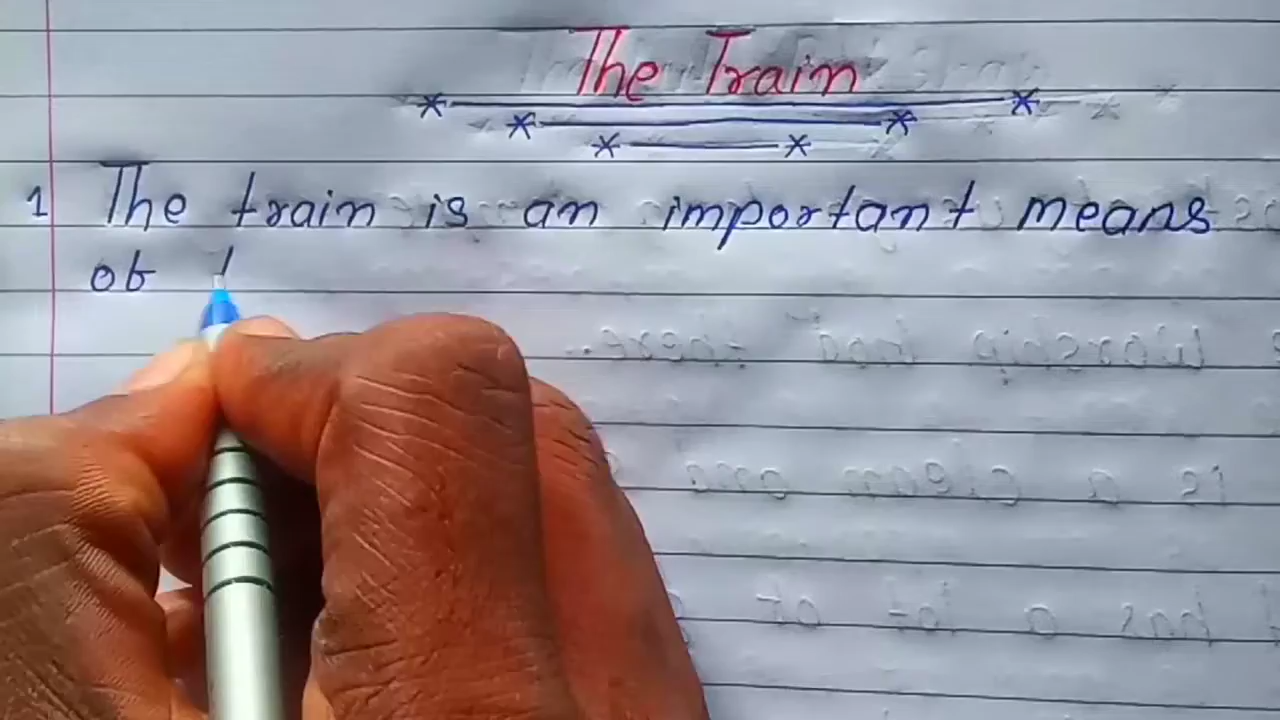 The Train
1 The train is an important means
of